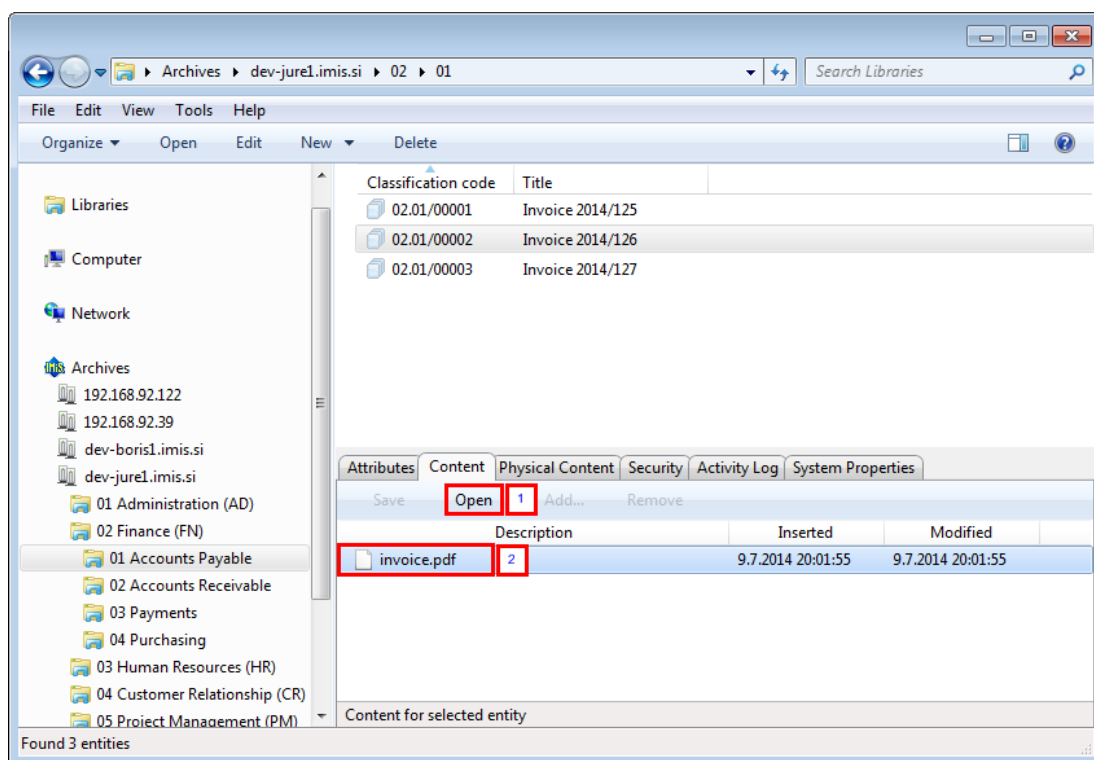 Archives dev-jure1.imis.si 02 01 Search Libraries
File Edit View Tools Help
Organize Open Edit New Delete
Libraries
Computer
Network
Archives
192.168.92.122
192.168.92.39
dev-boris1.imis.si
dev-jure1.imis.si
01 Administration (AD)
02 Finance (FN)
01 Accounts Payable
02 Accounts Receivable
03 Payments
04 Purchasing
03 Human Resources (HR)
04 Customer Relationship (CR)
05 Project Management (PM)
Classification code Title
02.01/00001 Invoice 2014/125
02.01/00002 Invoice 2014/126
02.01/00003 Invoice 2014/127
Attributes Content Physical Content Security Activity Log System Properties
Save Open 1 Add... Remove
Description Inserted Modified
invoice.pdf 2 9.7.2014 20:01:55 9.7.2014 20:01:55
Content for selected entity
Found 3 entities